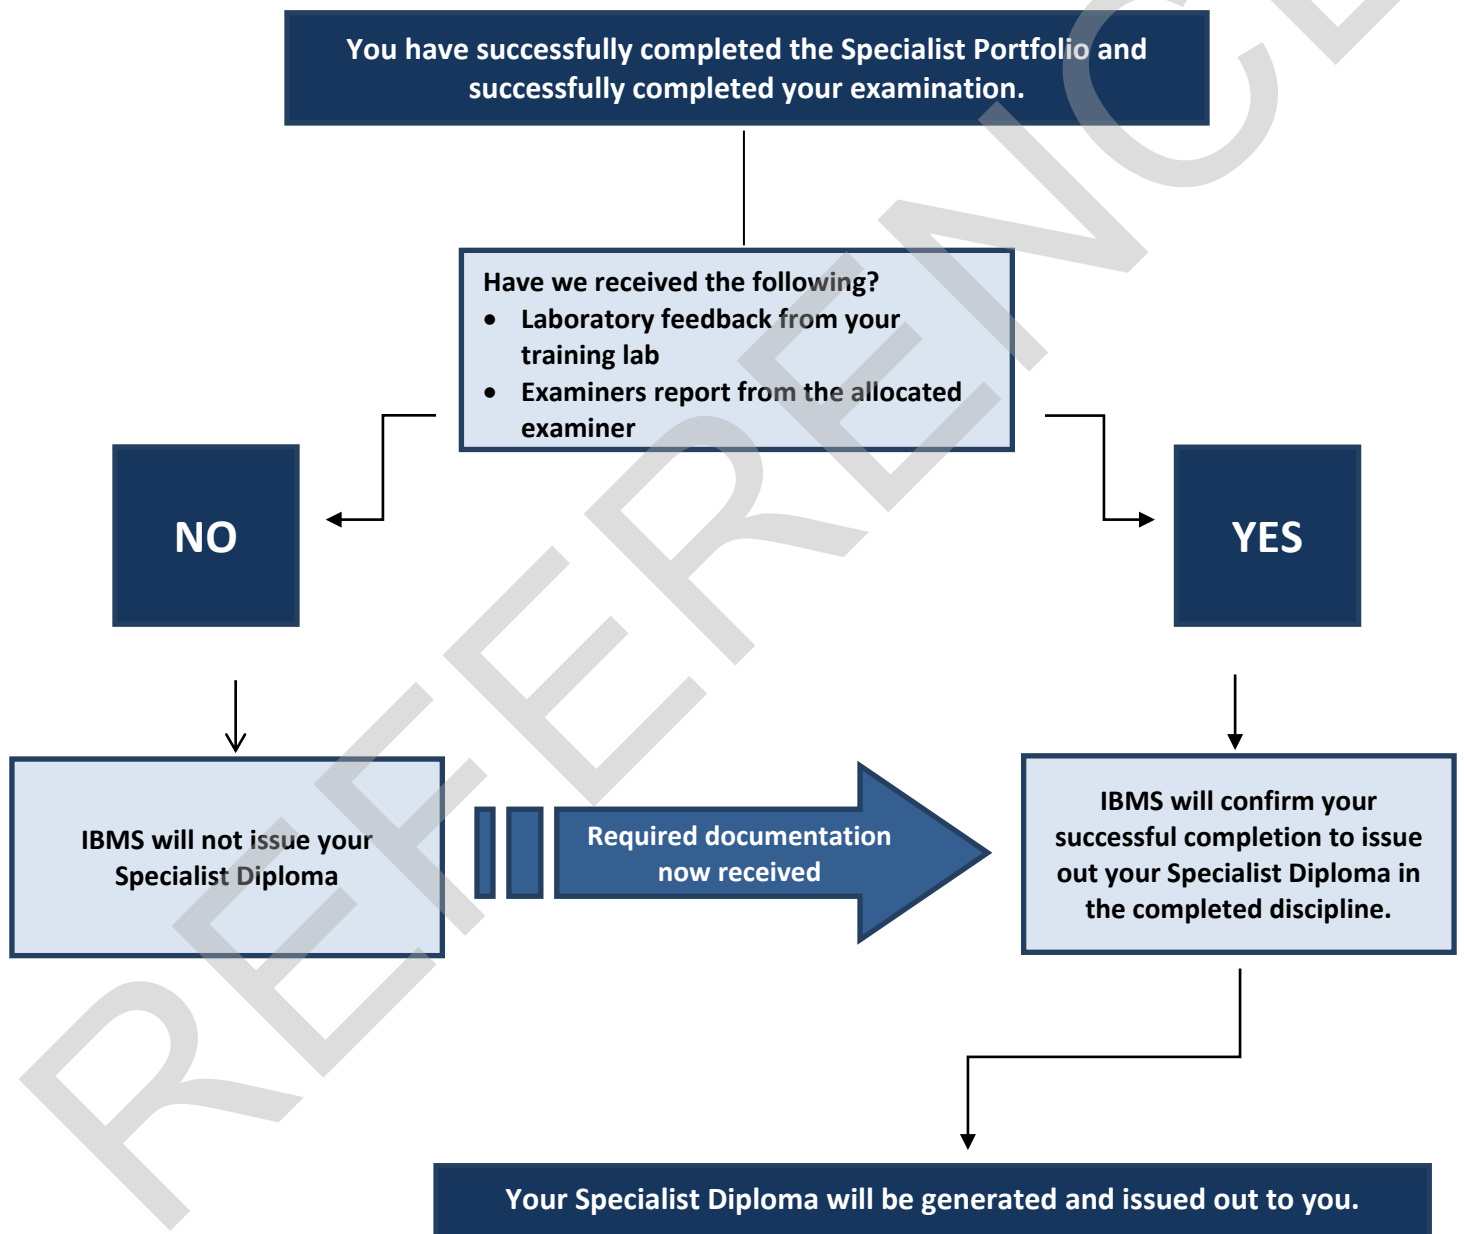 You have successfully completed the Specialist Portfolio and
successfully completed your examination.
Have we received the following?
• Laboratory feedback from your
training lab
• Examiners report from the allocated
examiner
NO
YES
IBMS will not issue your
Specialist Diploma
Required documentation
now received
IBMS will confirm your
successful completion to issue
out your Specialist Diploma in
the completed discipline.
Your Specialist Diploma will be generated and issued out to you.
REFERENCE